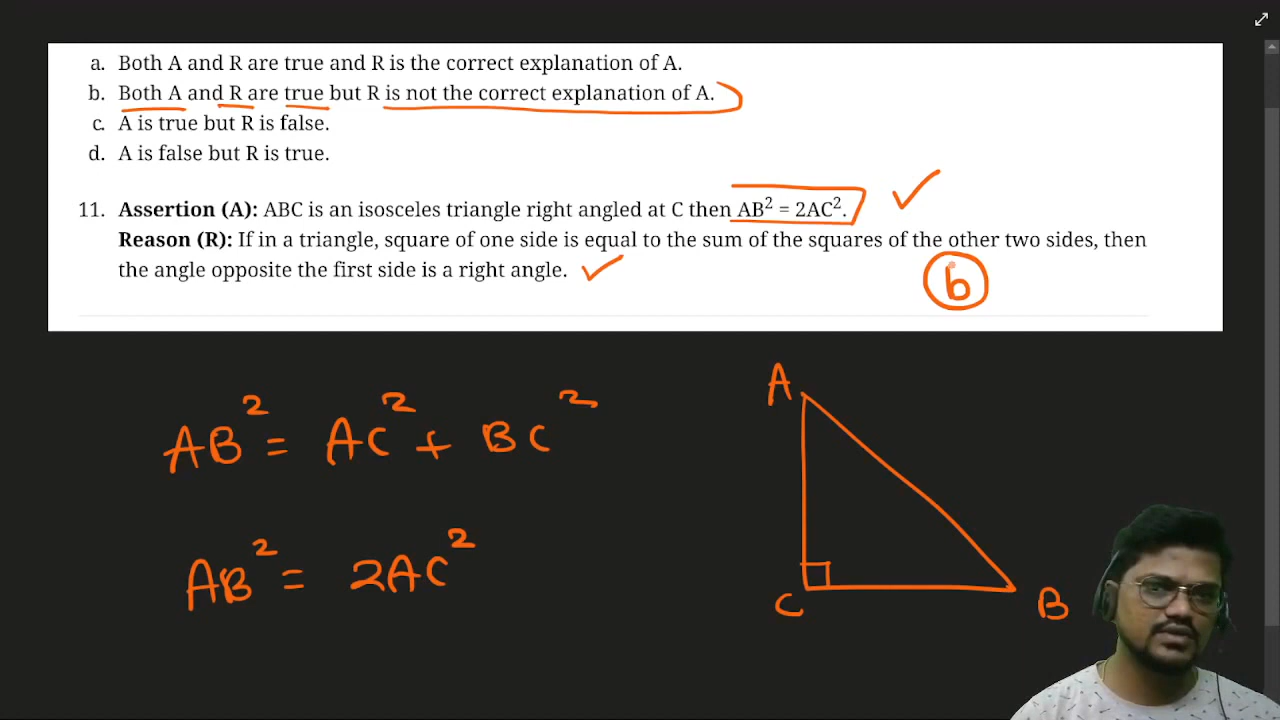 a. Both A and R are true and R is the correct explanation of A.
b. Both A and R are true but R is not the correct explanation of A.
c. A is true but R is false.
d. A is false but R is true.
11. Assertion (A): ABC is an isosceles triangle right angled at C then AB² = 2AC².
Reason (R): If in a triangle, square of one side is equal to the sum of the squares of the other two sides, then
the angle opposite the first side is a right angle.
b
AB² = AC² + BC²
AB² = 2AC²
A
C
B